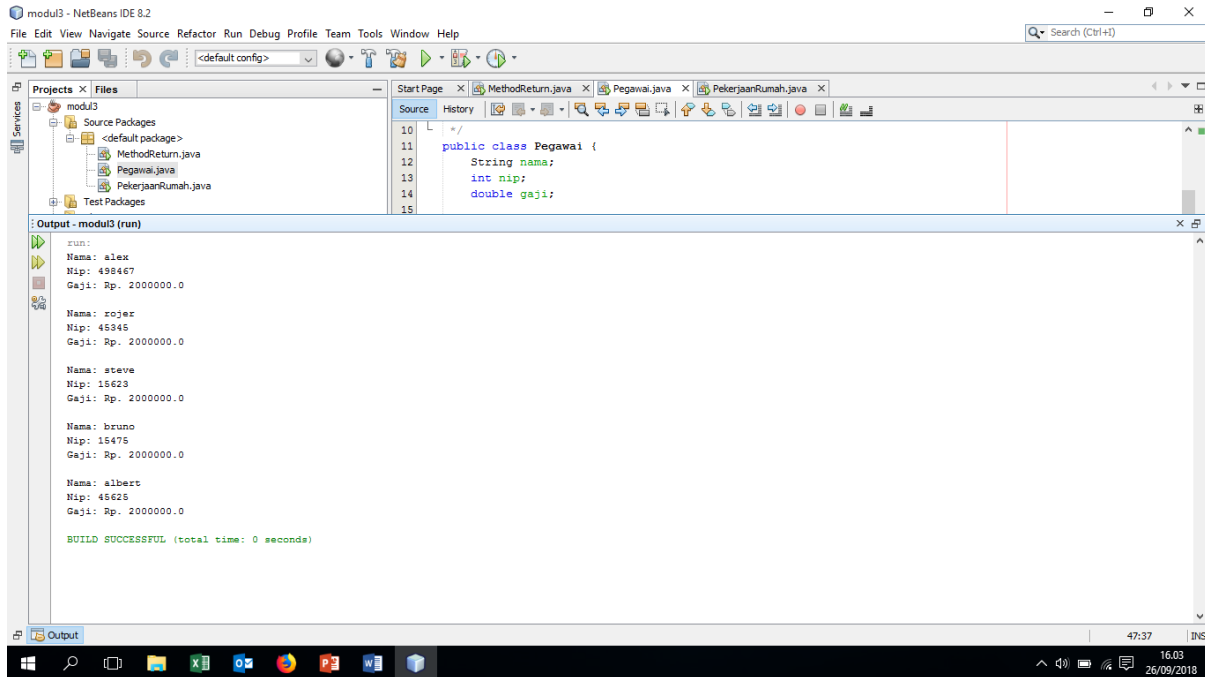 modul3 - NetBeans IDE 8.2
File Edit View Navigate Source Refactor Run Debug Profile Team Tools Window Help
Search (Ctrl+I)
<default config>
Projects Files
Start Page MethodReturn.java Pegawai.java PekerjaanRumah.java
Services
modul3
Source Packages
<default package>
MethodReturn.java
Pegawai.java
PekerjaanRumah.java
Test Packages
Source History
10 */
11 public class Pegawai {
12 String nama;
13 int nip;
14 double gaji;
15
Output - modul3 (run)
run:
Nama: alex
Nip: 498467
Gaji: Rp. 2000000.0
Nama: rojer
Nip: 45345
Gaji: Rp. 2000000.0
Nama: steve
Nip: 15623
Gaji: Rp. 2000000.0
Nama: bruno
Nip: 15475
Gaji: Rp. 2000000.0
Nama: albert
Nip: 45625
Gaji: Rp. 2000000.0
BUILD SUCCESSFUL (total time: 0 seconds)
Output
47:37 INS
16.03
26/09/2018